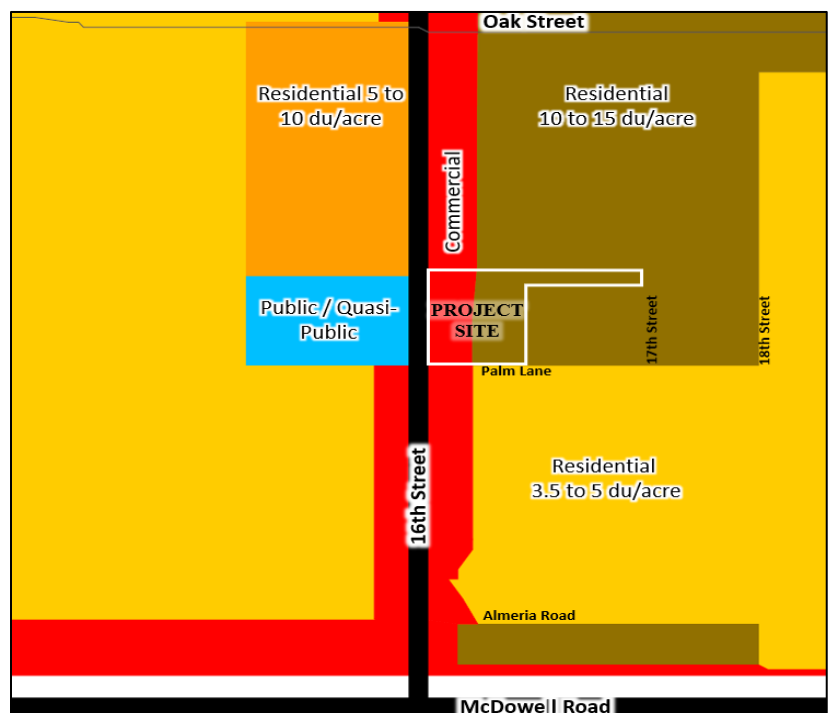 Oak Street
Residential 5 to
10 du/acre
Residential
10 to 15 du/acre
Commercial
Public / Quasi-
Public
PROJECT
SITE
17th Street
18th Street
Palm Lane
Residential
3.5 to 5 du/acre
16th Street
Almeria Road
McDowell Road